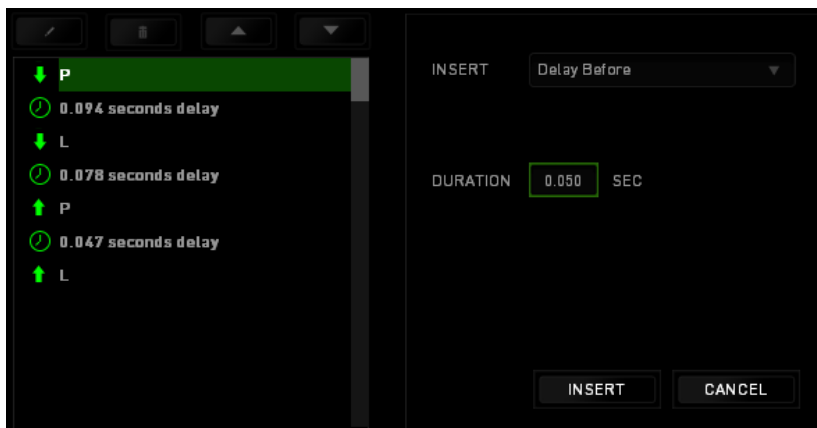 P
0.094 seconds delay
L
0.078 seconds delay
P
0.047 seconds delay
L
INSERT Delay Before
DURATION 0.050 SEC
INSERT CANCEL